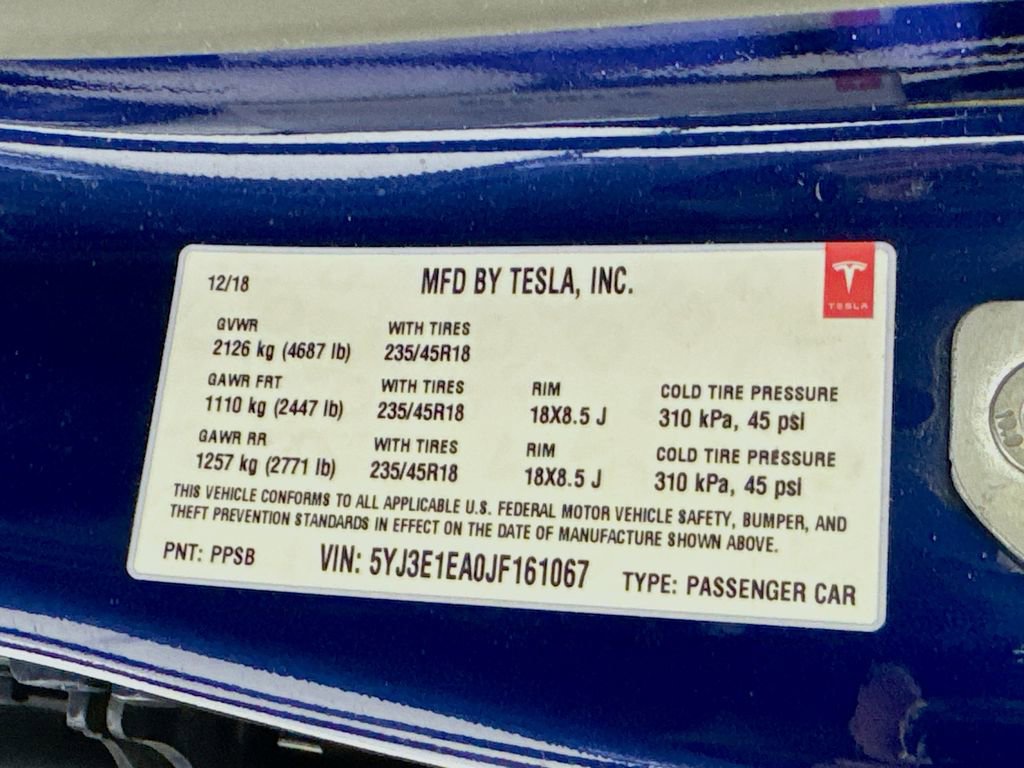 12/18 MFD BY TESLA, INC.
TESLA
GVWR WITH TIRES
2126 kg (4687 lb) 235/45R18
GAWR FRT WITH TIRES RIM COLD TIRE PRESSURE
1110 kg (2447 lb) 235/45R18 18X8.5 J 310 kPa, 45 psi
GAWR RR WITH TIRES RIM COLD TIRE PRESSURE
1257 kg (2771 lb) 235/45R18 18X8.5 J 310 kPa, 45 psi
THIS VEHICLE CONFORMS TO ALL APPLICABLE U.S. FEDERAL MOTOR VEHICLE SAFETY, BUMPER, AND
THEFT PREVENTION STANDARDS IN EFFECT ON THE DATE OF MANUFACTURE SHOWN ABOVE.
PNT: PPSB VIN: 5YJ3E1EA0JF161067 TYPE: PASSENGER CAR